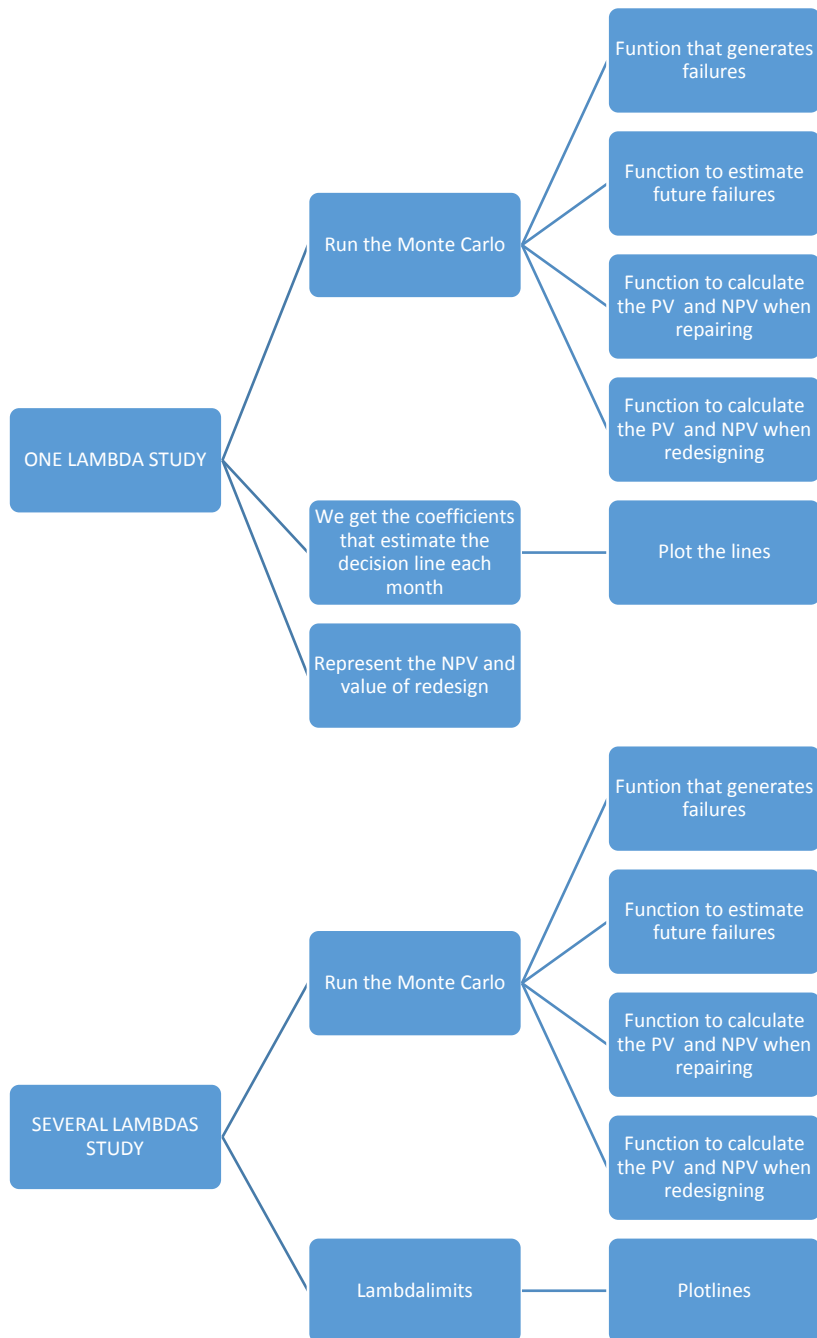 ONE LAMBDA STUDY
Run the Monte Carlo
Funtion that generates
failures
Function to estimate
future failures
Function to calculate
the PV and NPV when
repairing
Function to calculate
the PV and NPV when
redesigning
We get the coefficients
that estimate the
decision line each
month
Plot the lines
Represent the NPV and
value of redesign
SEVERAL LAMBDAS
STUDY
Run the Monte Carlo
Funtion that generates
failures
Function to estimate
future failures
Function to calculate
the PV and NPV when
repairing
Function to calculate
the PV and NPV when
redesigning
Lambdalimits
Plotlines